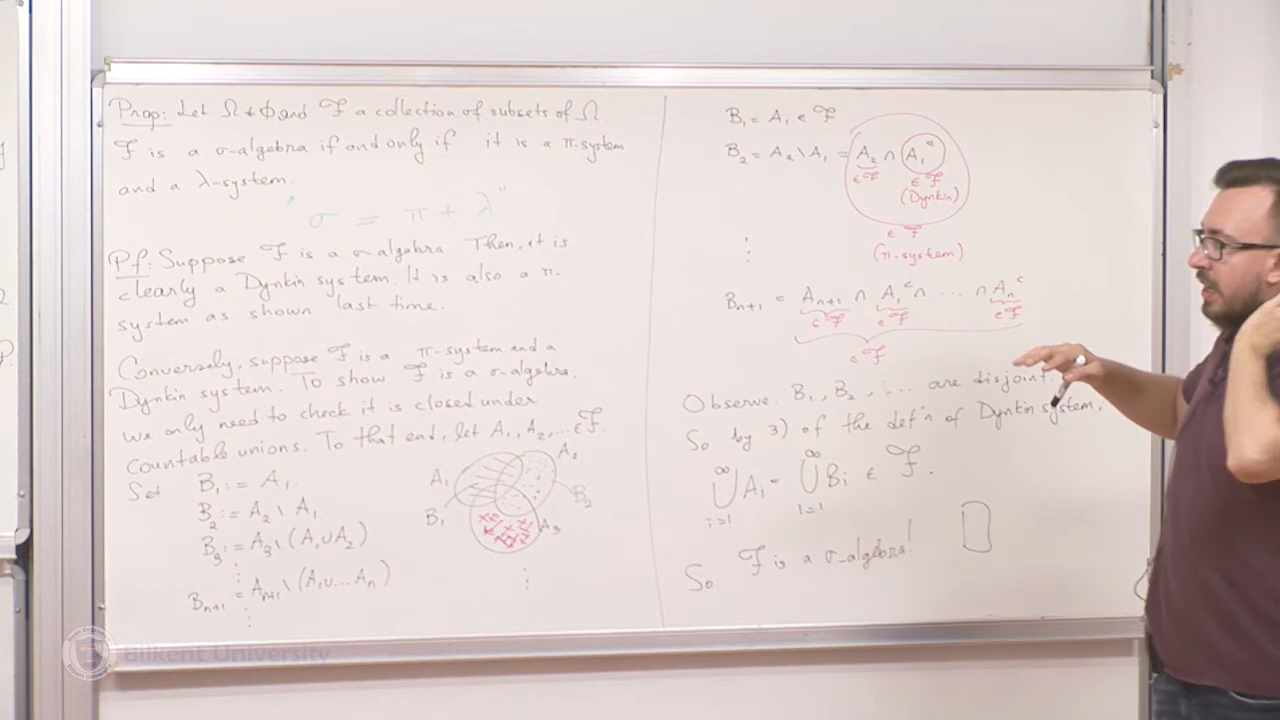 Prop: Let Ω ≠ ∅ and ℱ a collection of subsets of Ω.
ℱ is a σ-algebra if and only if it is a π-system
and a λ-system.
"σ = π + λ"
Pf: Suppose ℱ is a σ-algebra. Then, it is
clearly a Dynkin system. It is also a π-
system as shown last time.
Conversely, suppose ℱ is a π-system and a
Dynkin system. To show ℱ is a σ-algebra.
we only need to check it is closed under
countable unions. To that end, let A₁, A₂, ... ∈ ℱ.
Set B₁ := A₁.
B₂ := A₂ \ A₁
B₃ := A₃ \ (A₁ ∪ A₂)
⋮
Bₙ₊₁ = Aₙ₊₁ \ (A₁ ∪ ... Aₙ)
⋮
A₁ A₂
B₁ B₂
A₃
⋮
B₁ = A₁ ∈ ℱ
B₂ = A₂ \ A₁ = A₂ ∩ A₁ᶜ
∈ ℱ ∈ ℱ
(Dynkin)
∈ ℱ
(π-system)
⋮
Bₙ₊₁ = Aₙ₊₁ ∩ A₁ᶜ ∩ ... ∩ Aₙᶜ
∈ ℱ ∈ ℱ ∈ ℱ
∈ ℱ
Observe. B₁, B₂, ... are disjoint.
So by 3) of the def'n of Dynkin system,
⋃_{i=1}^∞ Aᵢ = ⋃_{i=1}^∞ Bᵢ ∈ ℱ.
So ℱ is a σ-algebra!
Bilkent University